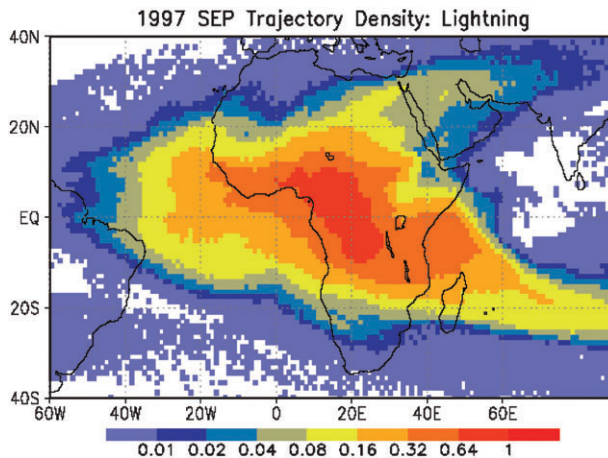 1997 SEP Trajectory Density: Lightning
40N
20N
EQ
20S
40S
60W 40W 20W 0 20E 40E 60E
0.01 0.02 0.04 0.08 0.16 0.32 0.64 1